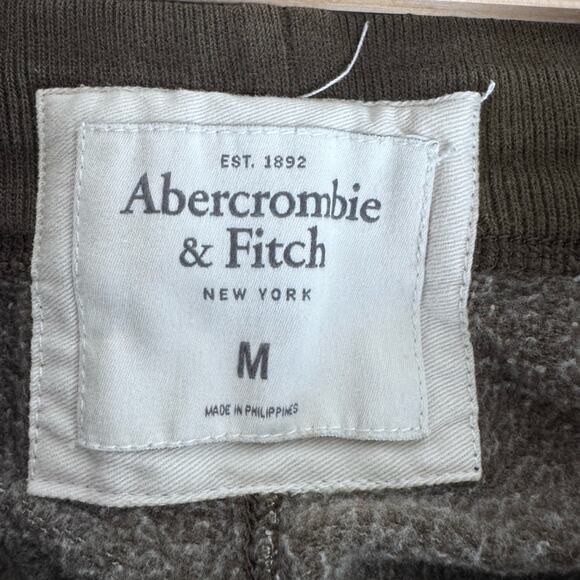 EST. 1892
Abercrombie
& Fitch
NEW YORK
M
MADE IN PHILIPPINES